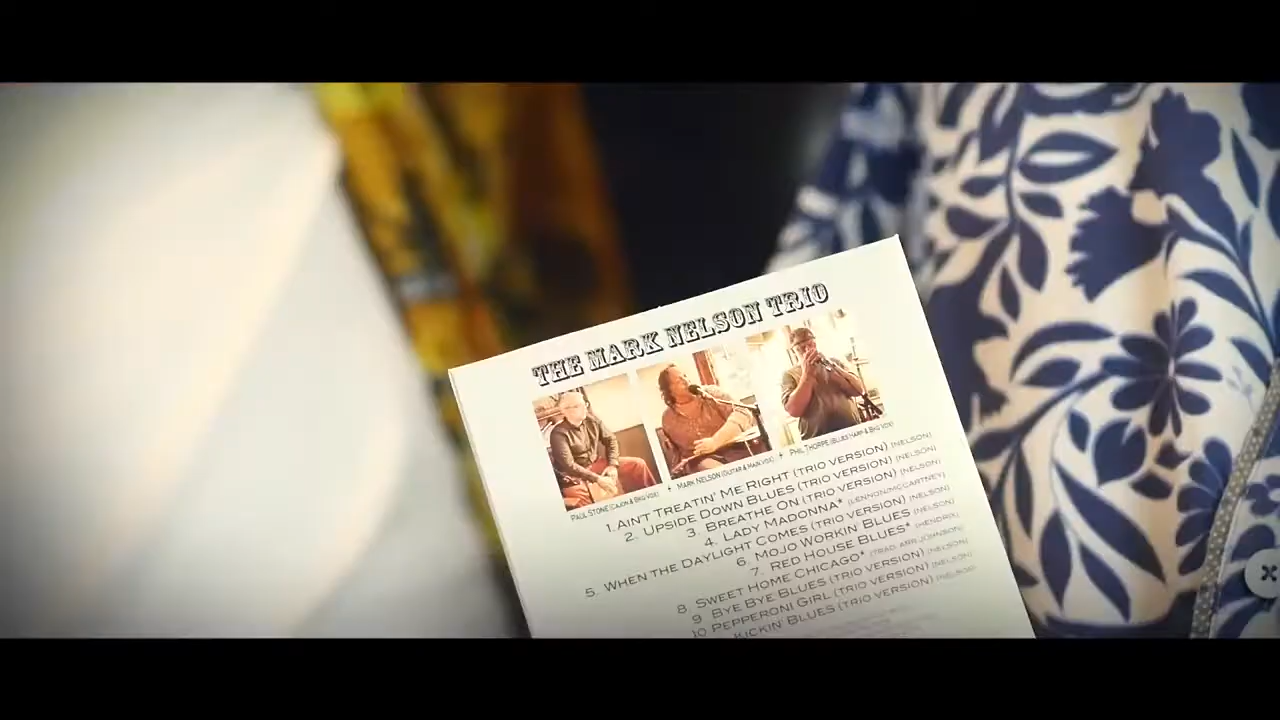 THE MARK NELSON TRIO
PAUL STONE (CAJON & BKG VOX) + MARK NELSON (GUITAR & MAIN VOX) + PHIL THORPE (BLUES HARP & BKG VOX)
1. AIN'T TREATIN' ME RIGHT (TRIO VERSION) (NELSON)
2. UPSIDE DOWN BLUES (TRIO VERSION) (NELSON)
3. BREATHE ON (TRIO VERSION) (NELSON)
4. LADY MADONNA* (LENNON/MCCARTNEY)
5. WHEN THE DAYLIGHT COMES (TRIO VERSION) (NELSON)
6. MOJO WORKIN BLUES (NELSON)
7. RED HOUSE BLUES* (HENDRIX)
8. SWEET HOME CHICAGO* (TRAD. ARR JOHNSON)
9 BYE BYE BLUES (TRIO VERSION) (NELSON)
10 PEPPERONI GIRL (TRIO VERSION) (NELSON)
KICKIN' BLUES (TRIO VERSION) (NELSON)